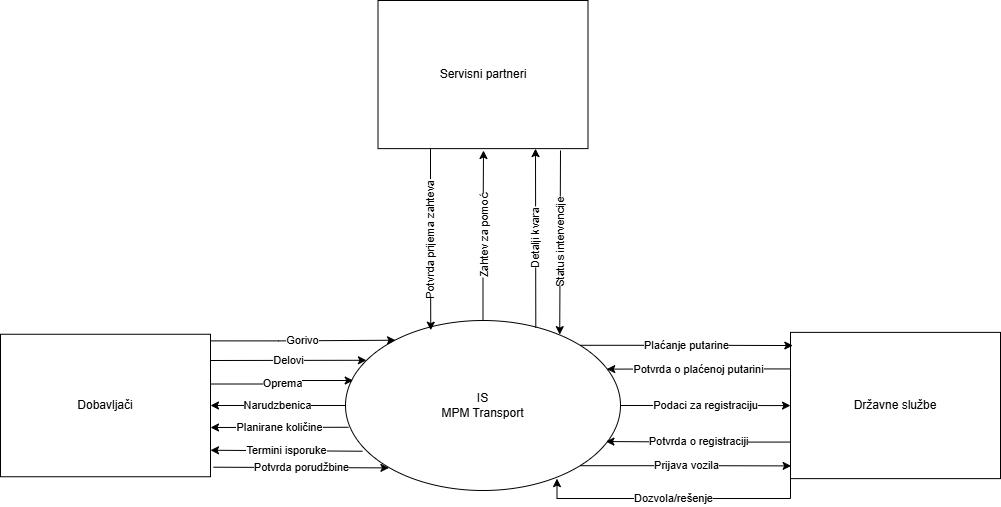 Servisni partneri
Potvrda prijema zahteva
Zahtev za pomoć
Detalji kvara
Status intervencije
Dobavljači
Gorivo
Delovi
Oprema
Narudzbenica
Planirane količine
Termini isporuke
Potvrda porudžbine
IS
MPM Transport
Plaćanje putarine
Potvrda o plaćenoj putarini
Podaci za registraciju
Potvrda o registraciji
Prijava vozila
Dozvola/rešenje
Državne službe